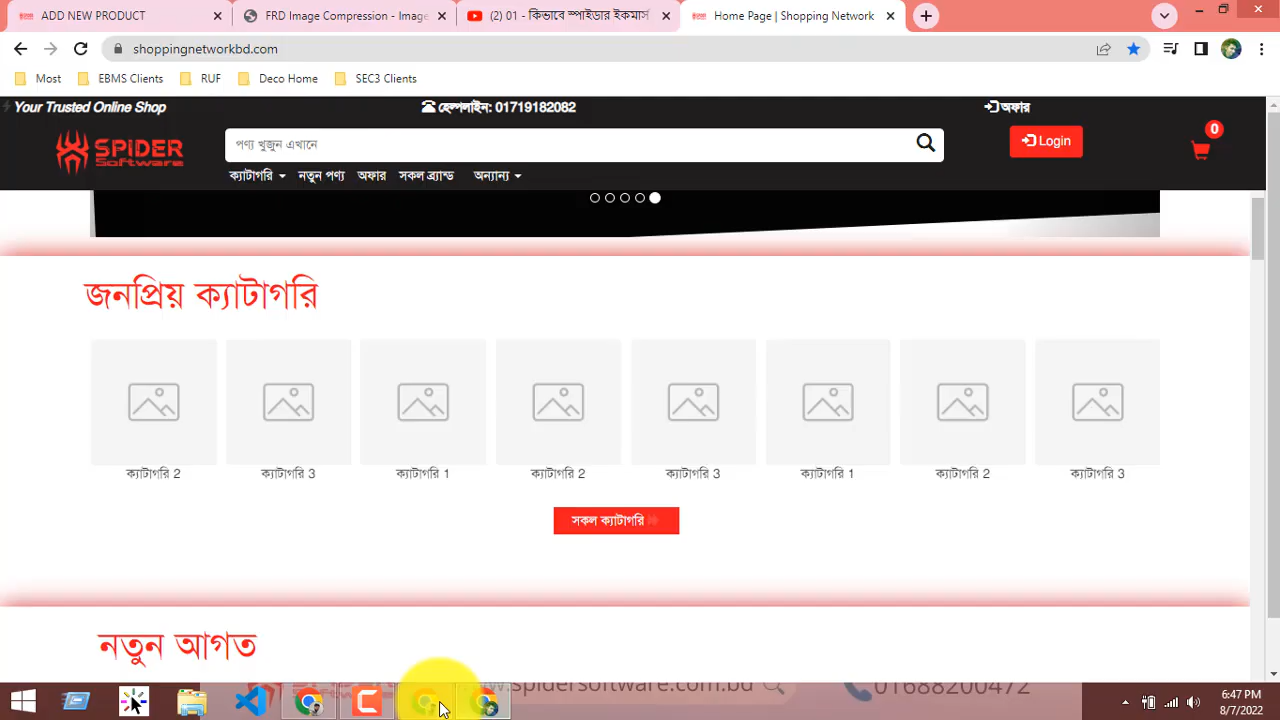 ADD NEW PRODUCT
FRD Image Compression - Image
(2) 01 - কিভাবে স্পাইডার ইকমার্স
Home Page | Shopping Network
shoppingnetworkbd.com
Most
EBMS Clients
RUF
Deco Home
SEC3 Clients
Your Trusted Online Shop
হেল্পলাইন: 01719182082
অফার
SPIDER
Software
পণ্য খুজুন এখানে
Login
0
ক্যাটাগরি
নতুন পণ্য
অফার
সকল ব্র্যান্ড
অন্যান্য
জনপ্রিয় ক্যাটাগরি
ক্যাটাগরি 2
ক্যাটাগরি 3
ক্যাটাগরি 1
ক্যাটাগরি 2
ক্যাটাগরি 3
ক্যাটাগরি 1
ক্যাটাগরি 2
ক্যাটাগরি 3
সকল ক্যাটাগরি
নতুন আগত
www.spidersoftware.com.bd
01688200472
6:47 PM
8/7/2022